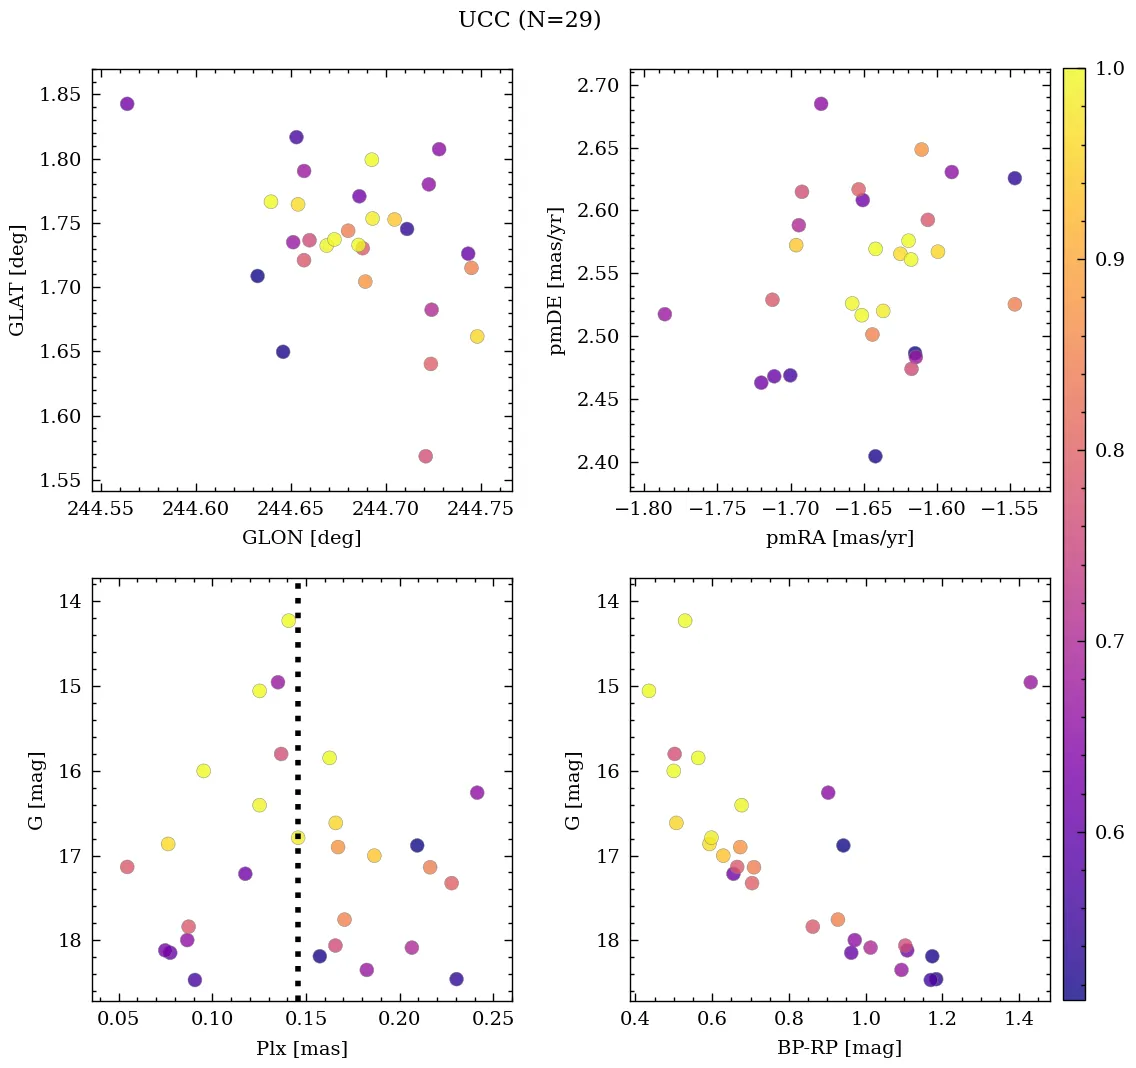 UCC (N=29)
1.85
1.80
1.75
1.70
1.65
1.60
1.55
GLAT [deg]
244.55 244.60 244.65 244.70 244.75
GLON [deg]
2.70
2.65
2.60
2.55
2.50
2.45
2.40
pmDE [mas/yr]
−1.80 −1.75 −1.70 −1.65 −1.60 −1.55
pmRA [mas/yr]
14
15
16
17
18
G [mag]
0.05 0.10 0.15 0.20 0.25
Plx [mas]
14
15
16
17
18
G [mag]
0.4 0.6 0.8 1.0 1.2 1.4
BP-RP [mag]
1.0
0.9
0.8
0.7
0.6